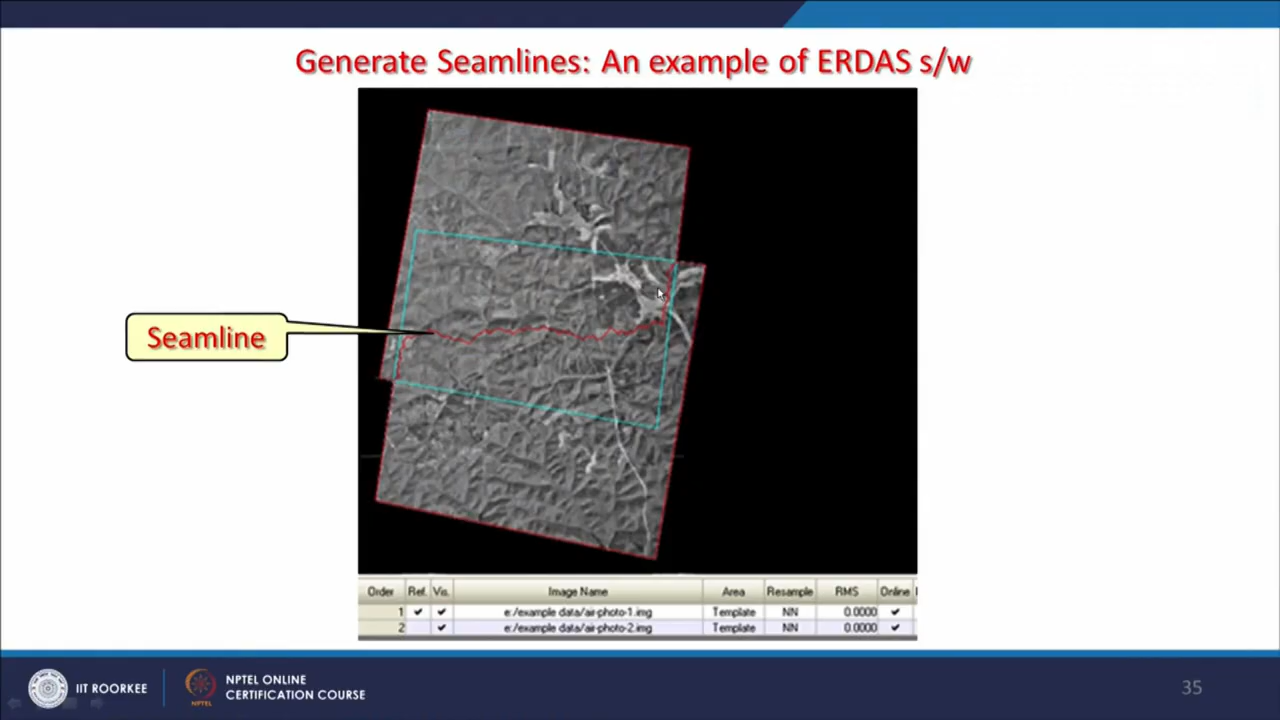 Generate Seamlines: An example of ERDAS s/w
Seamline
Order Ref. Vis. Image Name Area Resample RMS Online
1 ✔ ✔ e:/example data/air-photo-1.img Template NN 0.0000 ✔
2 ✔ e:/example data/air-photo-2.img Template NN 0.0000 ✔
IIT ROORKEE
NPTEL
NPTEL ONLINE
CERTIFICATION COURSE
35